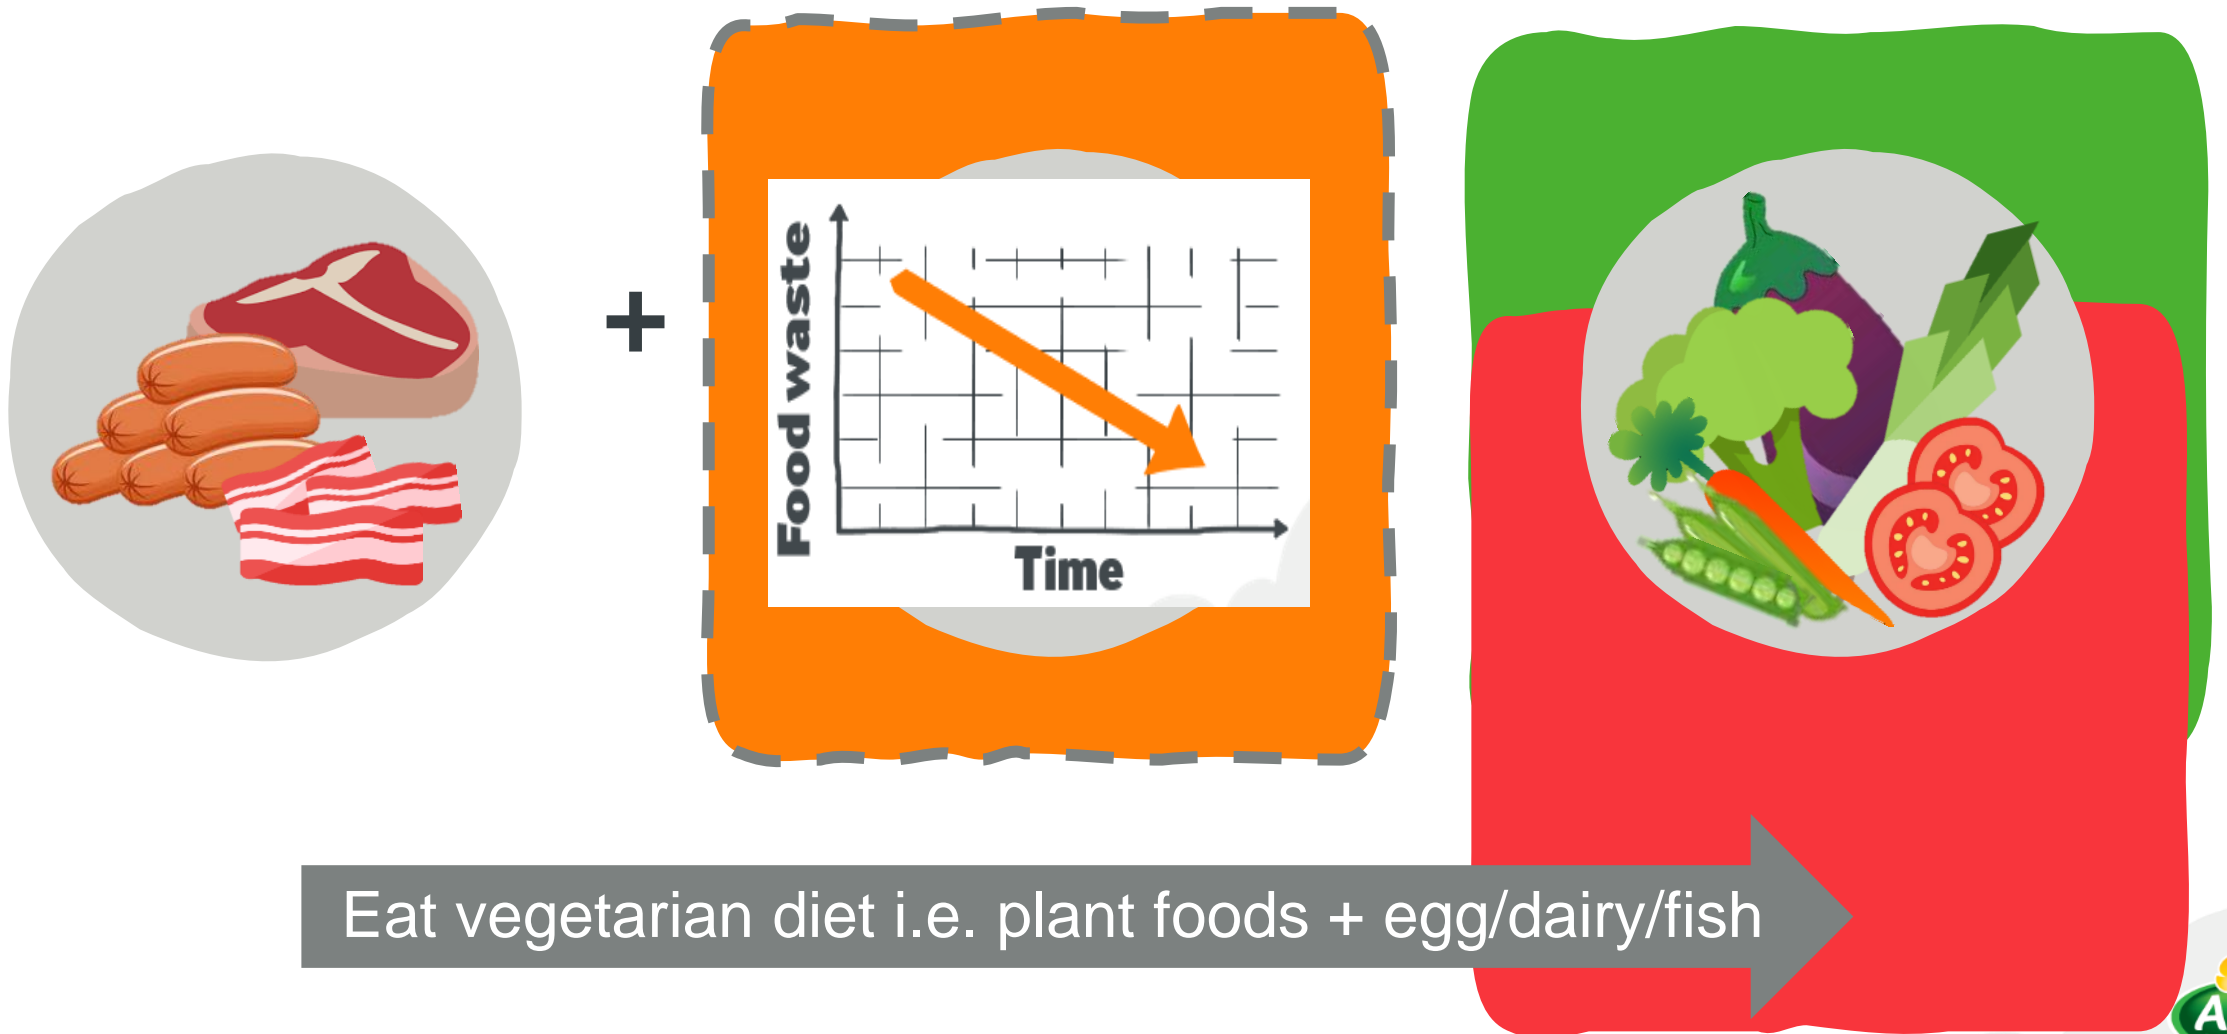 +
Food waste
Time
Eat vegetarian diet i.e. plant foods + egg/dairy/fish